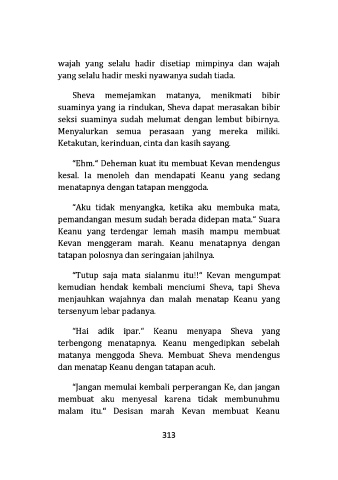 wajah yang selalu hadir disetiap mimpinya dan wajah
yang selalu hadir meski nyawanya sudah tiada.
Sheva memejamkan matanya, menikmati bibir
suaminya yang ia rindukan, Sheva dapat merasakan bibir
seksi suaminya sudah melumat dengan lembut bibirnya.
Menyalurkan semua perasaan yang mereka miliki.
Ketakutan, kerinduan, cinta dan kasih sayang.
"Ehm." Deheman kuat itu membuat Kevan mendengus
kesal. Ia menoleh dan mendapati Keanu yang sedang
menatapnya dengan tatapan menggoda.
"Aku tidak menyangka, ketika aku membuka mata,
pemandangan mesum sudah berada didepan mata." Suara
Keanu yang terdengar lemah masih mampu membuat
Kevan menggeram marah. Keanu menatapnya dengan
tatapan polosnya dan seringaian jahilnya.
"Tutup saja mata sialanmu itu!!" Kevan mengumpat
kemudian hendak kembali menciumi Sheva, tapi Sheva
menjauhkan wajahnya dan malah menatap Keanu yang
tersenyum lebar padanya.
"Hai adik ipar." Keanu menyapa Sheva yang
terbengong menatapnya. Keanu mengedipkan sebelah
matanya menggoda Sheva. Membuat Sheva mendengus
dan menatap Keanu dengan tatapan acuh.
"Jangan memulai kembali perperangan Ke, dan jangan
membuat aku menyesal karena tidak membunuhmu
malam itu." Desisan marah Kevan membuat Keanu
313